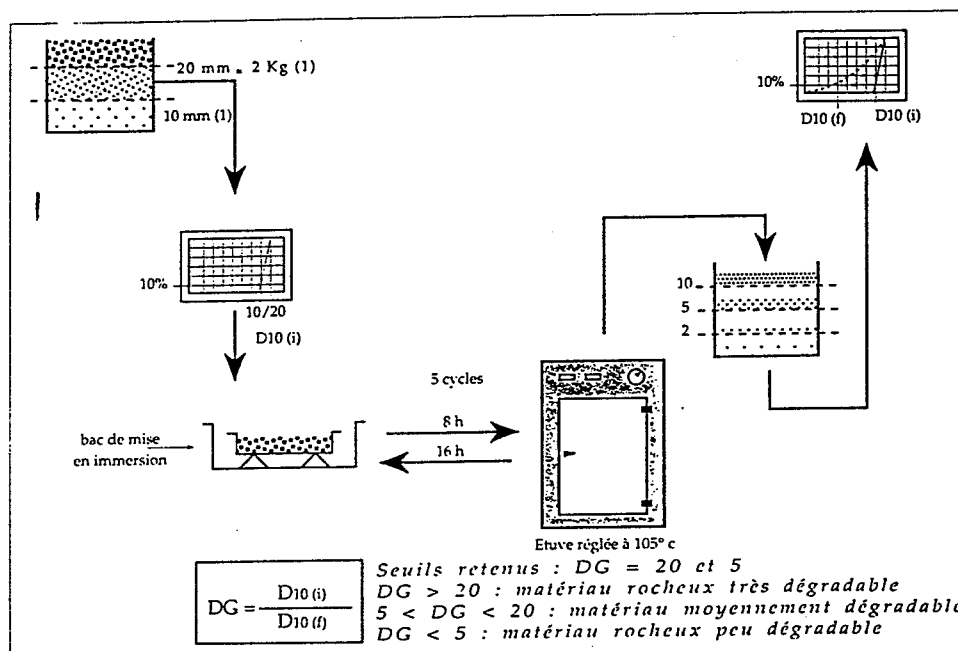 20 mm = 2 Kg (1)
10 mm (1)
10%
10/20
D10 (i)
10%
D10 (f)
D10 (i)
10
5
2
5 cycles
8 h
16 h
bac de mise
en immersion
Etuve réglée à 105° c
DG = D10 (i)
D10 (f)
Seuils retenus : DG = 20 et 5
DG > 20 : matériau rocheux très dégradable
5 < DG < 20 : matériau moyennement dégradable
DG < 5 : matériau rocheux peu dégradable